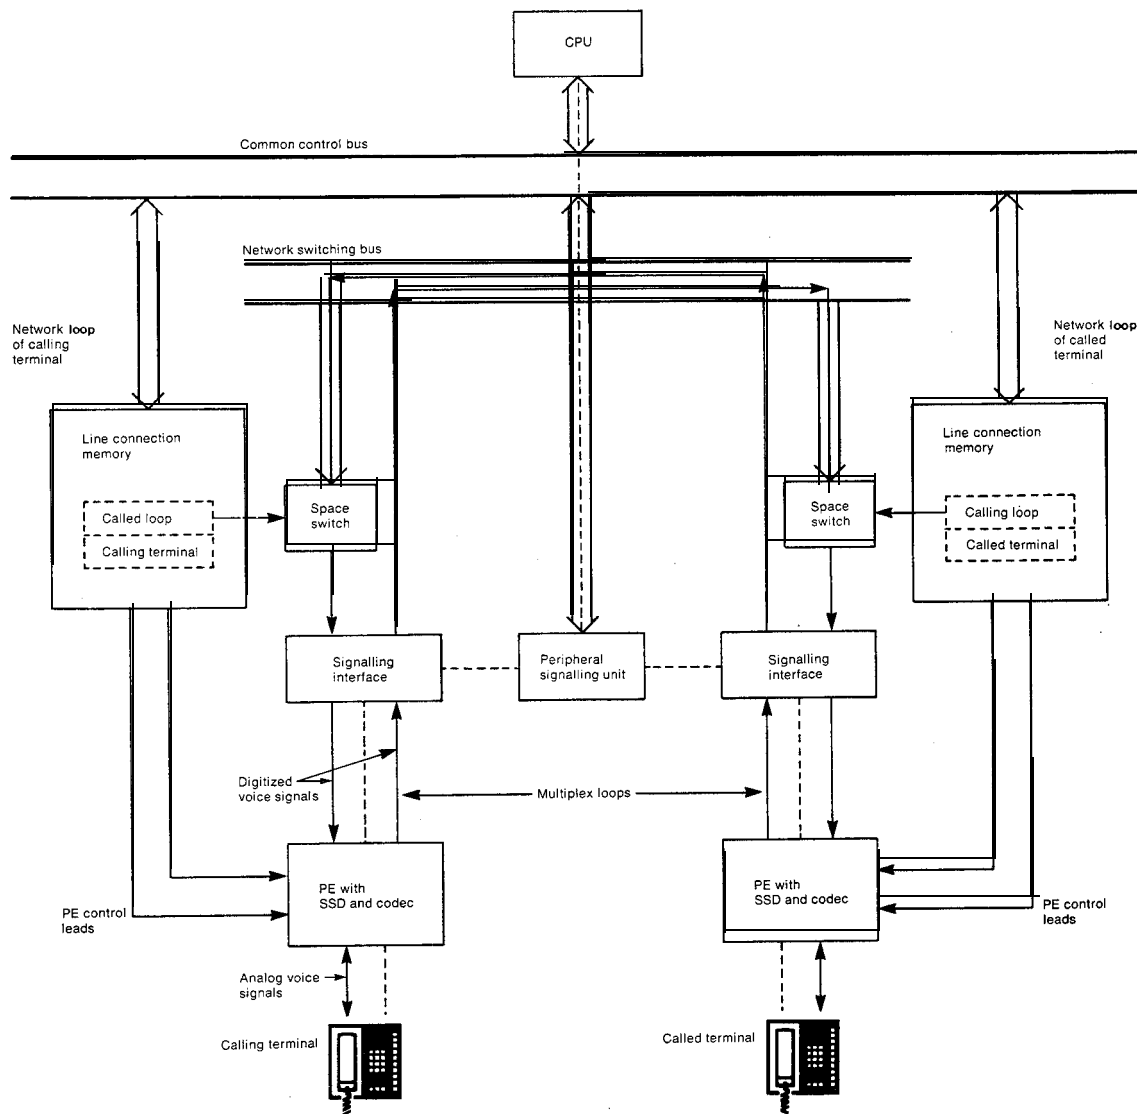 CPU
Common control bus
Network switching bus
Network loop
of calling
terminal
Network loop
of called
terminal
Line connection
memory
Called loop
Calling terminal
Space
switch
Space
switch
Line connection
memory
Calling loop
Called terminal
Signalling
interface
Peripheral
signalling unit
Signalling
interface
Digitized
voice signals
Multiplex loops
PE with
SSD and codec
PE with
SSD and codec
PE control
leads
PE control
leads
Analog voice
signals
Calling terminal
Called terminal